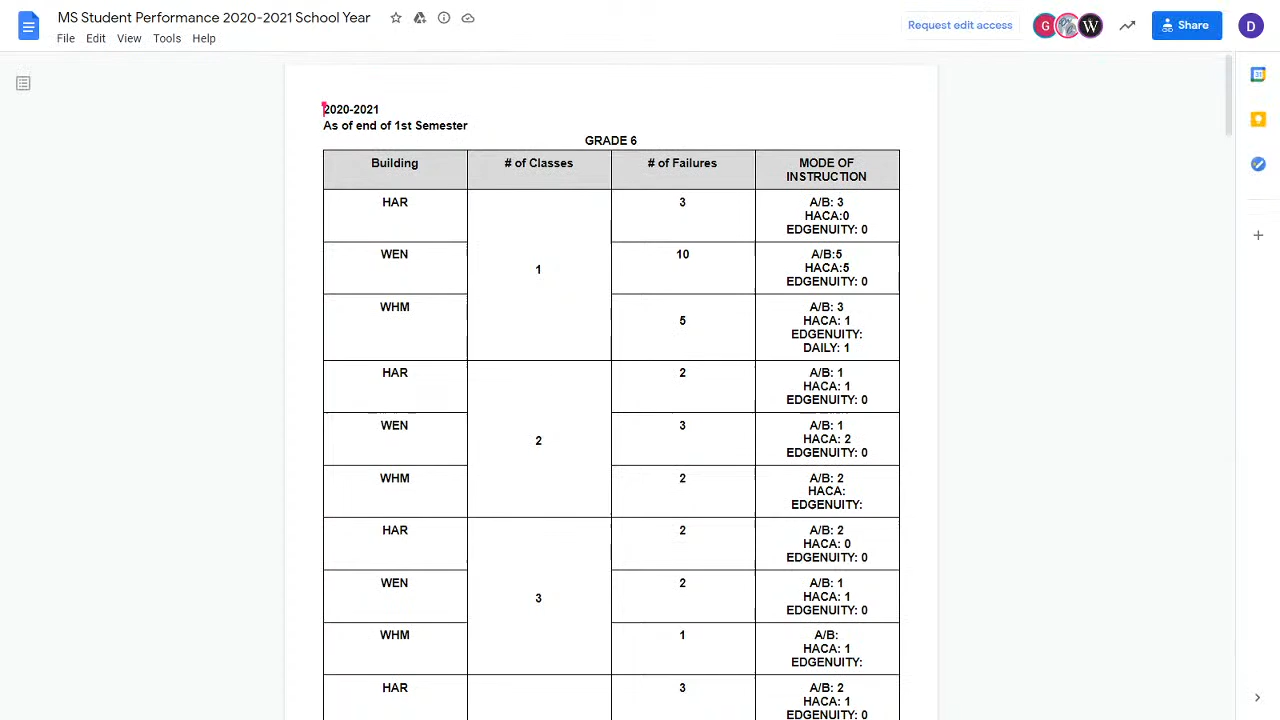 MS Student Performance 2020-2021 School Year
Request edit access
G
W
Share
D
File Edit View Tools Help
2020-2021
As of end of 1st Semester
GRADE 6
Building # of Classes # of Failures MODE OF
INSTRUCTION
HAR 3 A/B: 3
HACA:0
EDGENUITY: 0
1
WEN 10 A/B:5
HACA:5
EDGENUITY: 0
WHM 5 A/B: 3
HACA: 1
EDGENUITY:
DAILY: 1
HAR 2 A/B: 1
HACA: 1
EDGENUITY: 0
2
WEN 3 A/B: 1
HACA: 2
EDGENUITY: 0
WHM 2 A/B: 2
HACA:
EDGENUITY:
HAR 2 A/B: 2
HACA: 0
EDGENUITY: 0
3
WEN 2 A/B: 1
HACA: 1
EDGENUITY: 0
WHM 1 A/B:
HACA: 1
EDGENUITY:
HAR 3 A/B: 2
HACA: 1
EDGENUITY: 0
31